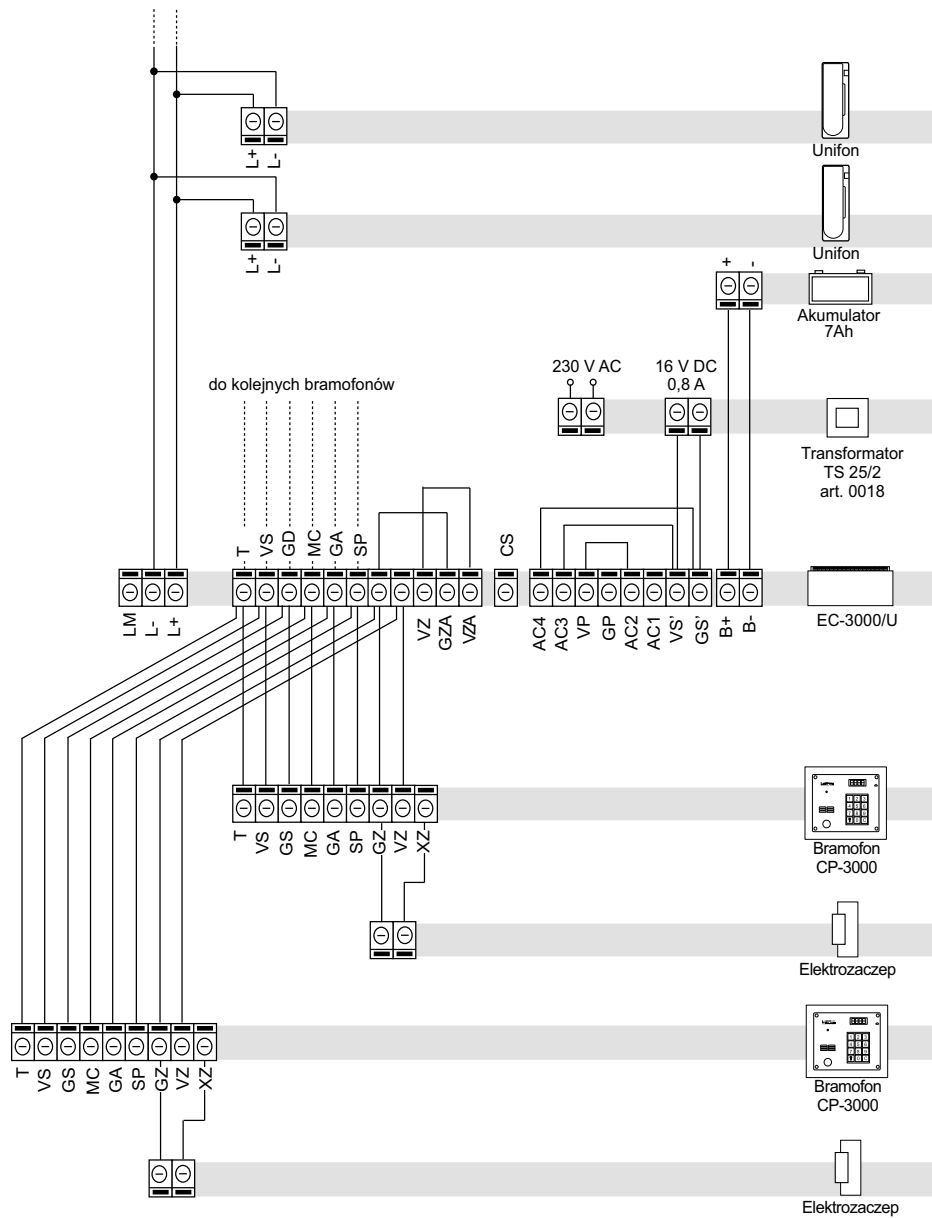 Unifon
L+
L-
Unifon
L+
L-
+
-
Akumulator
7Ah
230 V AC
16 V DC
0,8 A
do kolejnych bramofonów
Transformator
TS 25/2
art. 0018
T
VS
GD
MC
GA
SP
CS
LM
L-
L+
VZ
GZA
VZA
AC4
AC3
VP
GP
AC2
AC1
VS'
GS'
B+
B-
EC-3000/U
T
VS
GS
MC
GA
SP
GZ
VZ
XZ
Bramofon
CP-3000
Elektrozaczep
T
VS
GS
MC
GA
SP
GZ
VZ
XZ
Bramofon
CP-3000
Elektrozaczep